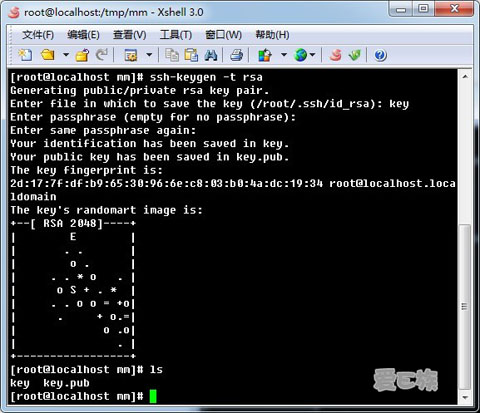 root@localhost:/tmp/mm - Xshell 3.0
文件(F) 编辑(E) 查看(V) 工具(T) 窗口(W) 帮助(H)
[root@localhost mm]# ssh-keygen -t rsa
Generating public/private rsa key pair.
Enter file in which to save the key (/root/.ssh/id_rsa): key
Enter passphrase (empty for no passphrase):
Enter same passphrase again:
Your identification has been saved in key.
Your public key has been saved in key.pub.
The key fingerprint is:
2d:17:7f:df:b9:65:30:96:6e:c8:03:b0:4a:dc:19:34 root@localhost.loca
ldomain
The key's randomart image is:
+--[ RSA 2048]----+
|        E        |
|       . .       |
|        o .      |
|     . . * o   . |
|      o S + . *  |
|     . . o o = +o|
|      .     + o.=|
|             o .o|
|               . |
+-----------------+
[root@localhost mm]# ls
key  key.pub
[root@localhost mm]#
爱E族